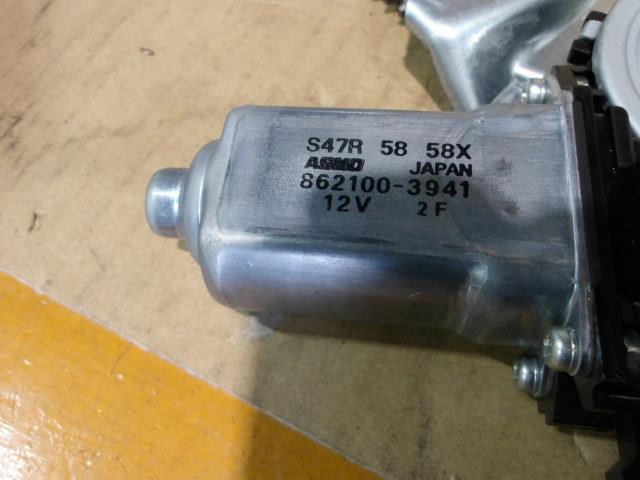 S47R 58 58X
ASMO JAPAN
862100-3941
12V 2F